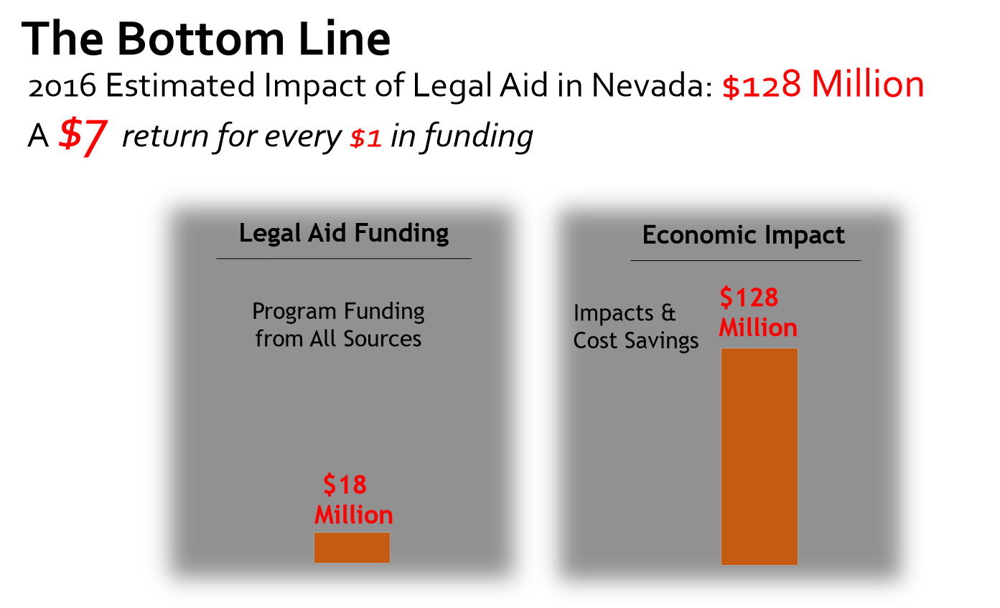 The Bottom Line
2016 Estimated Impact of Legal Aid in Nevada: $128 Million
A $7 return for every $1 in funding
Legal Aid Funding
Program Funding
from All Sources
$18
Million
Economic Impact
Impacts &
Cost Savings
$128
Million